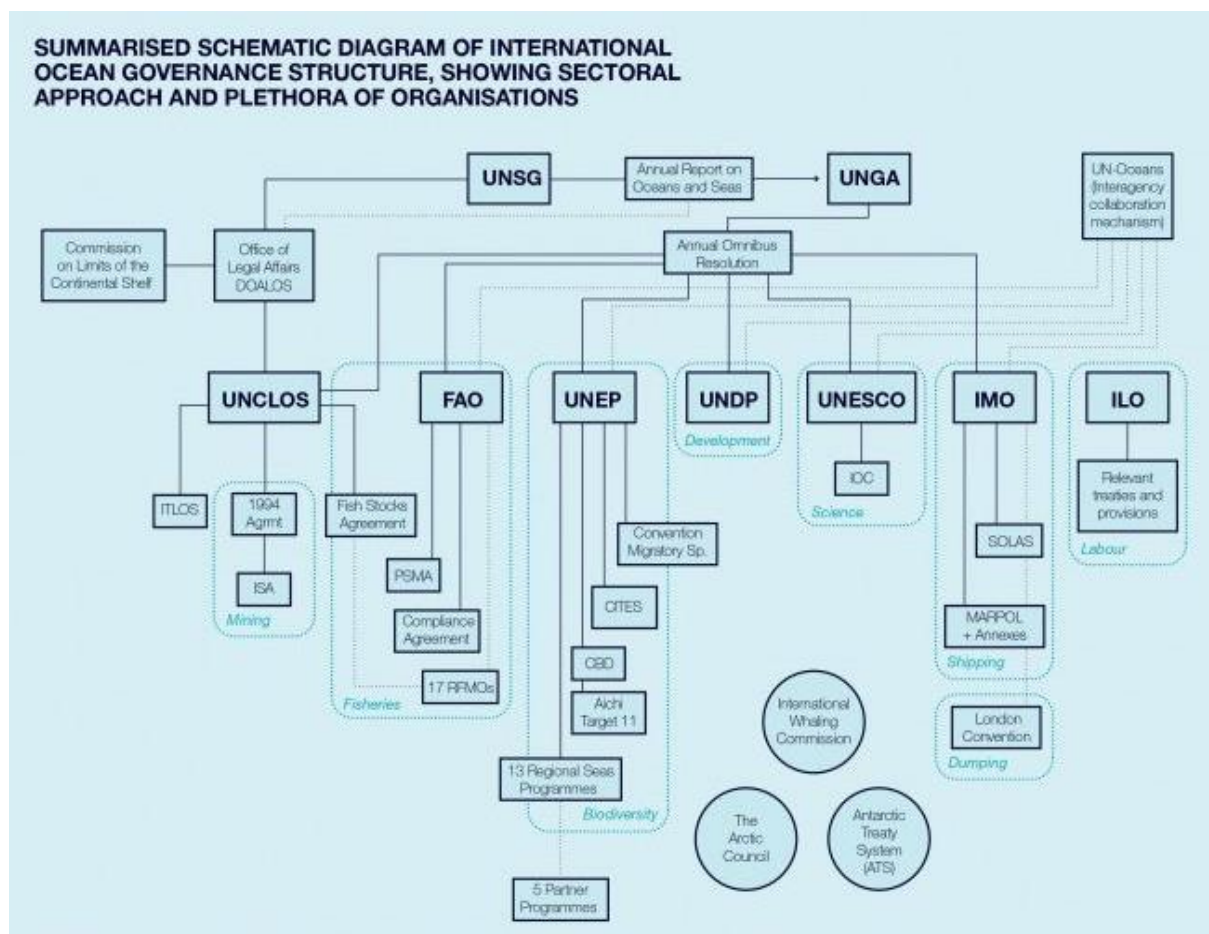 SUMMARISED SCHEMATIC DIAGRAM OF INTERNATIONAL
OCEAN GOVERNANCE STRUCTURE, SHOWING SECTORAL
APPROACH AND PLETHORA OF ORGANISATIONS
UNSG
Annual Report on
Oceans and Seas
UNGA
UN-Oceans
(Interagency
collaboration
mechanism)
Commission
on Limits of the
Continental Shelf
Office of
Legal Affairs
DOALOS
Annual Omnibus
Resolution
UNCLOS
FAO
UNEP
UNDP
UNESCO
IMO
ILO
Development
ITLOS
1994
Agrmt
ISA
Mining
Fish Stocks
Agreement
PSMA
Compliance
Agreement
17 RFMOs
Fisheries
Convention
Migratory Sp.
CITES
CBD
Aichi
Target 11
13 Regional Seas
Programmes
Biodiversity
5 Partner
Programmes
IOC
Science
SOLAS
MARPOL
+ Annexes
Shipping
London
Convention
Dumping
Relevant
treaties and
provisions
Labour
International
Whaling
Commission
The
Arctic
Council
Antarctic
Treaty
System
(ATS)